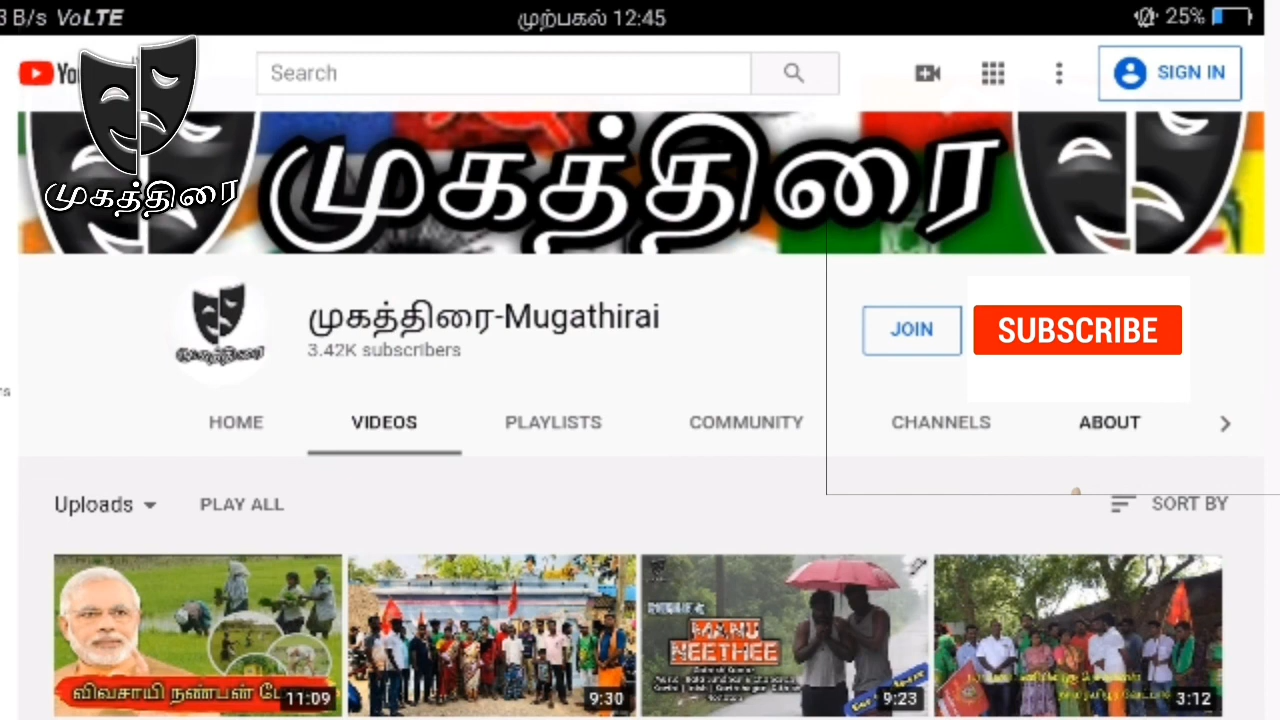 3 B/s VoLTE முற்பகல் 12:45 25%
Search
SIGN IN
முகத்திரை
முகத்திரை
முகத்திரை-Mugathirai
3.42K subscribers
JOIN
SUBSCRIBE
HOME VIDEOS PLAYLISTS COMMUNITY CHANNELS ABOUT
Uploads PLAY ALL SORT BY
MANU
NEETHEE
விவசாயி நண்பன்
11:09 9:30 9:23 3:12